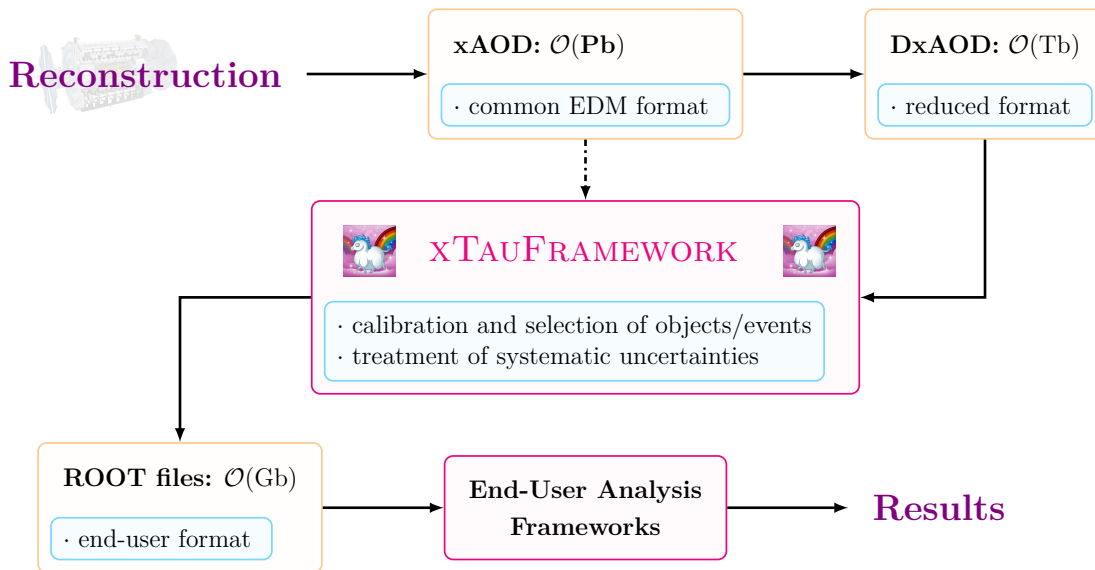 Reconstruction
xAOD: O(Pb)
· common EDM format
DxAOD: O(Tb)
· reduced format
xTauFramework
· calibration and selection of objects/events
· treatment of systematic uncertainties
ROOT files: O(Gb)
· end-user format
End-User Analysis
Frameworks
Results